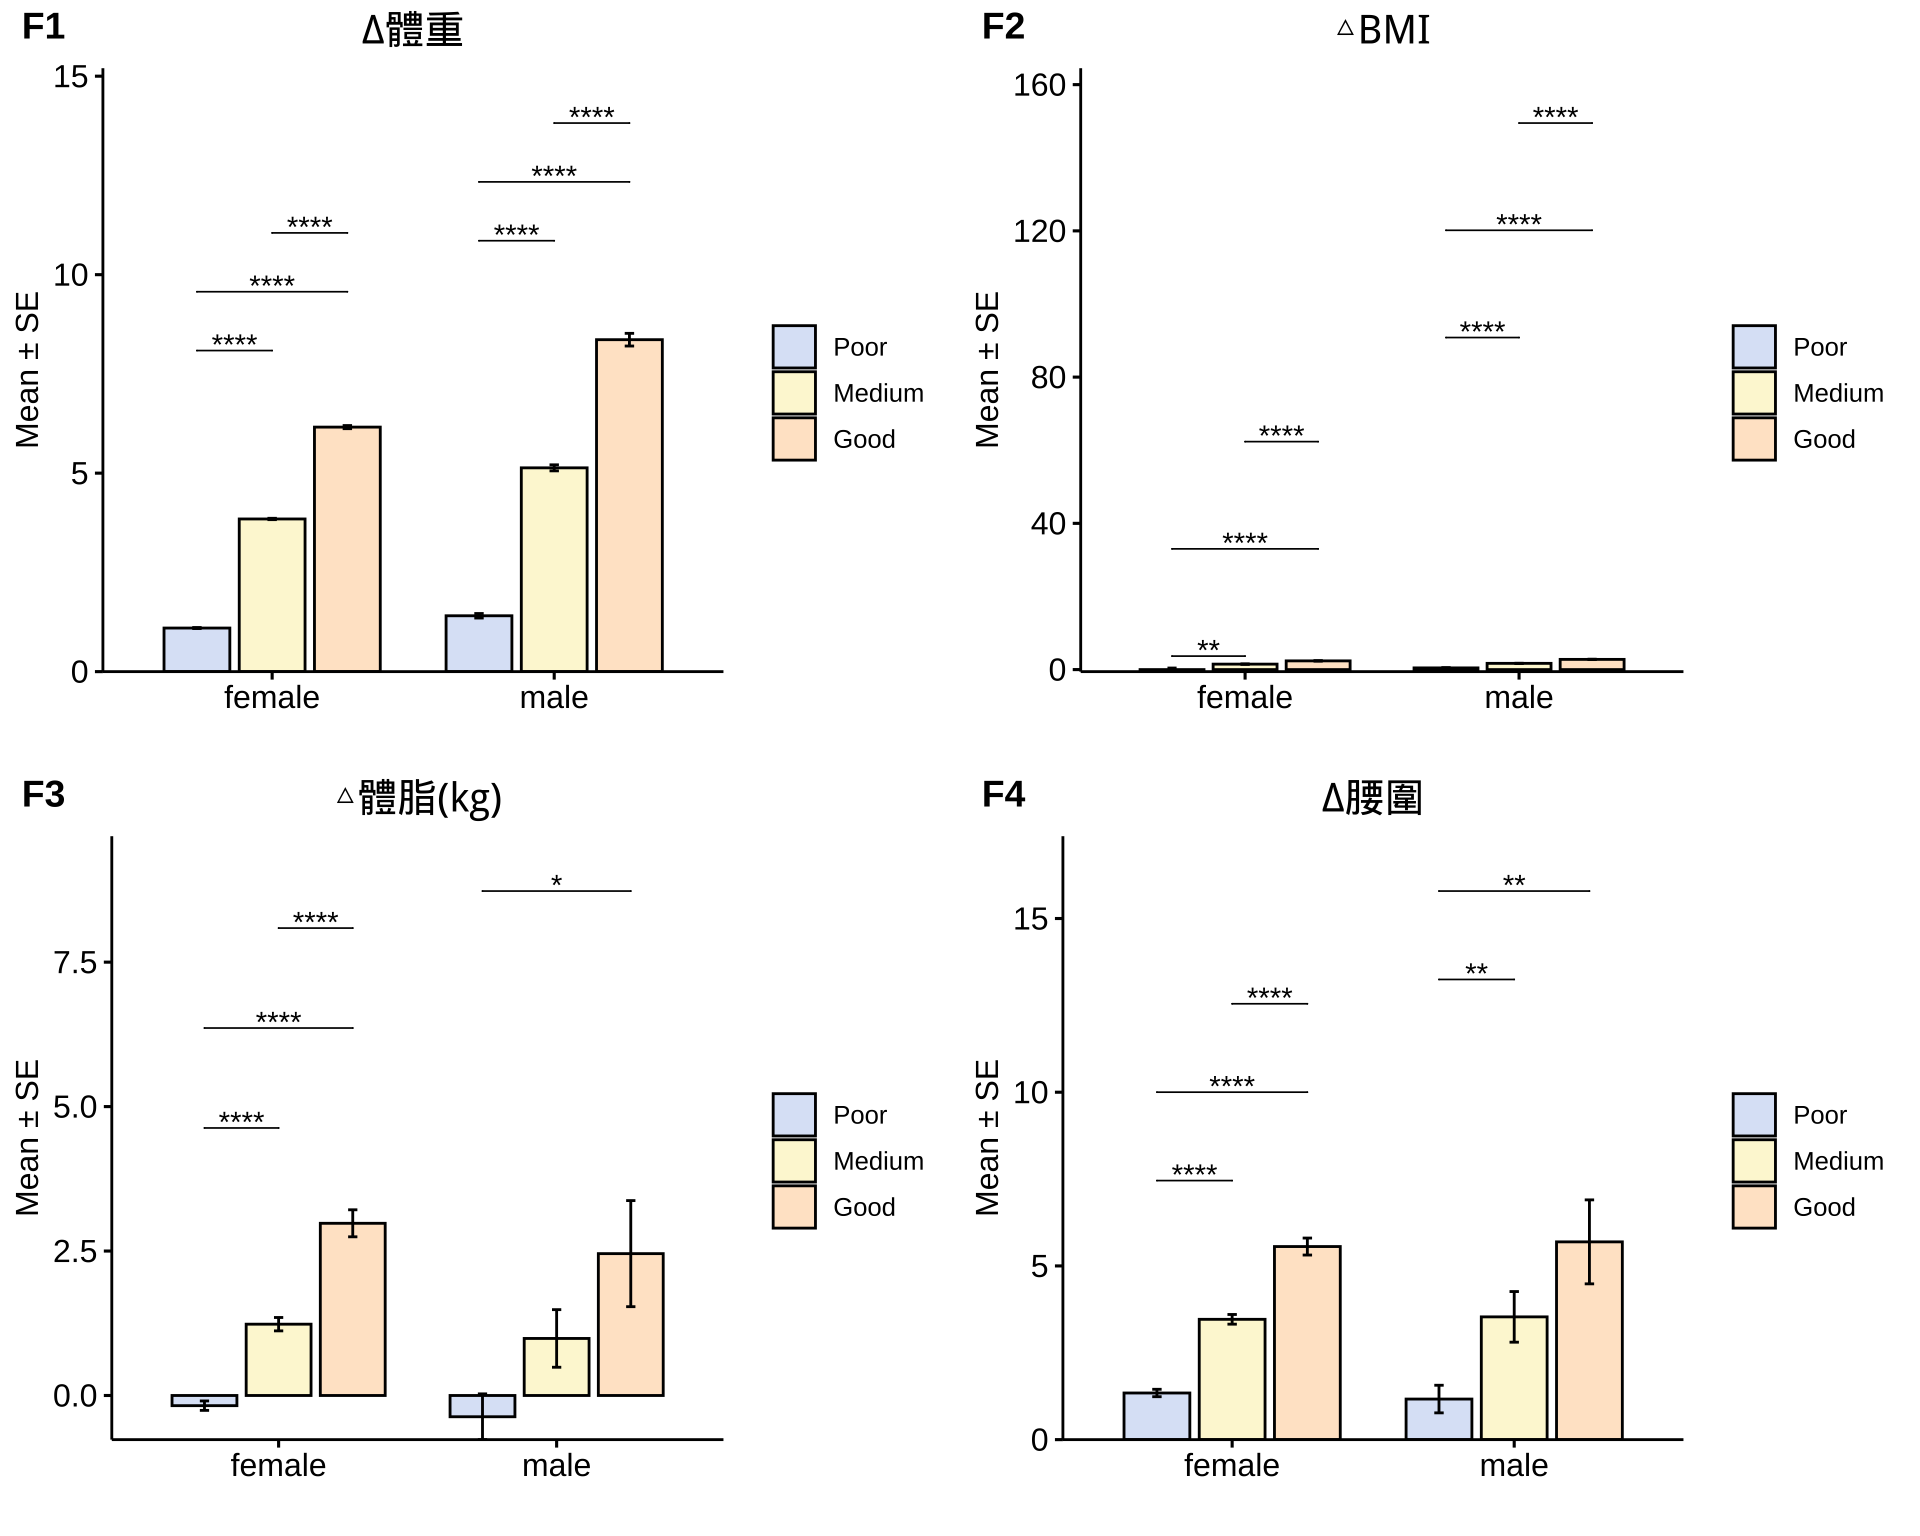 F1
Δ體重
15
10
5
0
Mean ± SE
****
****
****
****
****
****
female
male
Poor
Medium
Good
F2
△BMI
160
120
80
40
0
Mean ± SE
****
****
****
****
****
**
female
male
Poor
Medium
Good
F3
△體脂(kg)
7.5
5.0
2.5
0.0
Mean ± SE
*
****
****
****
female
male
Poor
Medium
Good
F4
Δ腰圍
15
10
5
0
Mean ± SE
**
**
****
****
****
female
male
Poor
Medium
Good